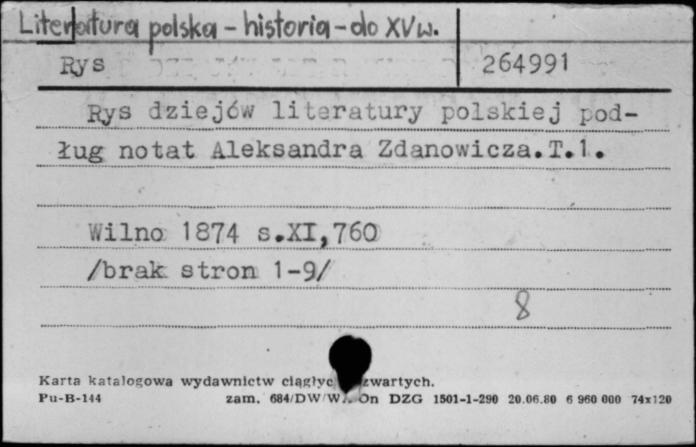 Literatura polska - historia - do XVw.
Rys 264991
Rys dziejów literatury polskiej pod-
ług notat Aleksandra Zdanowicza.T.1.
Wilno 1874 s.XI,760
/brak stron 1-9/
8
Karta katalogowa wydawnictw ciągłyc zwartych.
Pu-B-144 zam. 684/DW/W. On DZG 1501-1-290 20.06.80 6 960 000 74x120